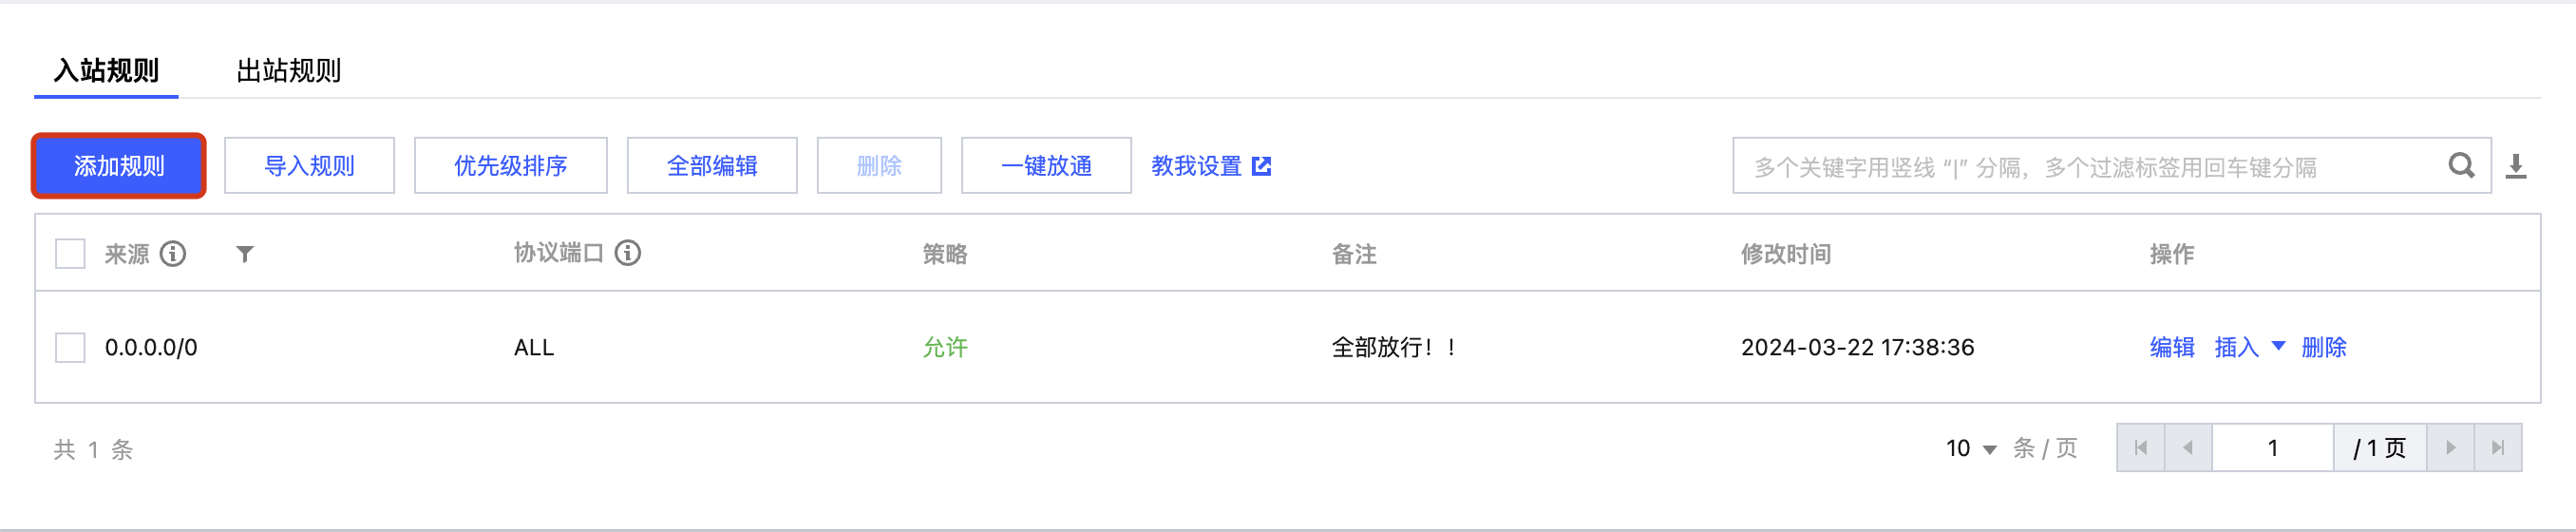 入站规则 出站规则
添加规则 导入规则 优先级排序 全部编辑 删除 一键放通 教我设置 多个关键字用竖线 “|” 分隔，多个过滤标签用回车键分隔
来源 协议端口 策略 备注 修改时间 操作
0.0.0.0/0 ALL 允许 全部放行！！ 2024-03-22 17:38:36 编辑 插入 删除
共 1 条 10 条 / 页 1 / 1 页